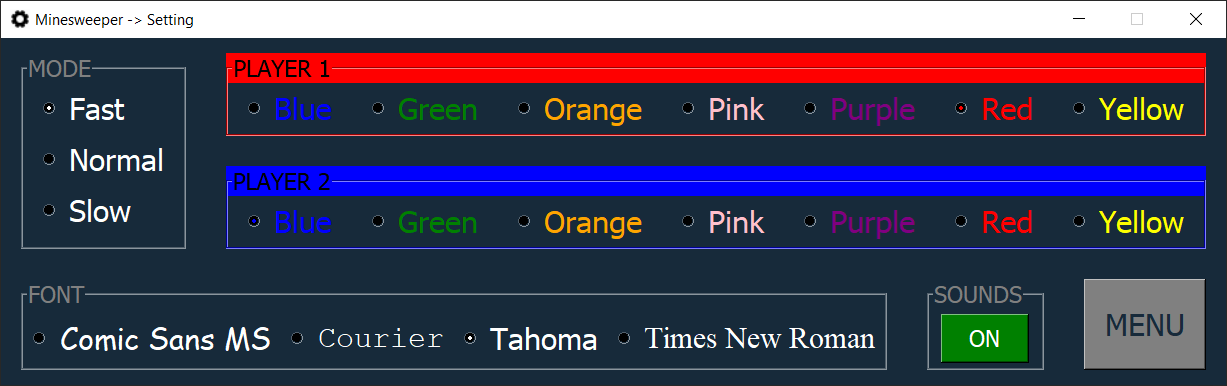 Minesweeper -> Setting
MODE
Fast
Normal
Slow
PLAYER 1
Blue Green Orange Pink Purple Red Yellow
PLAYER 2
Blue Green Orange Pink Purple Red Yellow
FONT
Comic Sans MS Courier Tahoma Times New Roman
SOUNDS
ON
MENU